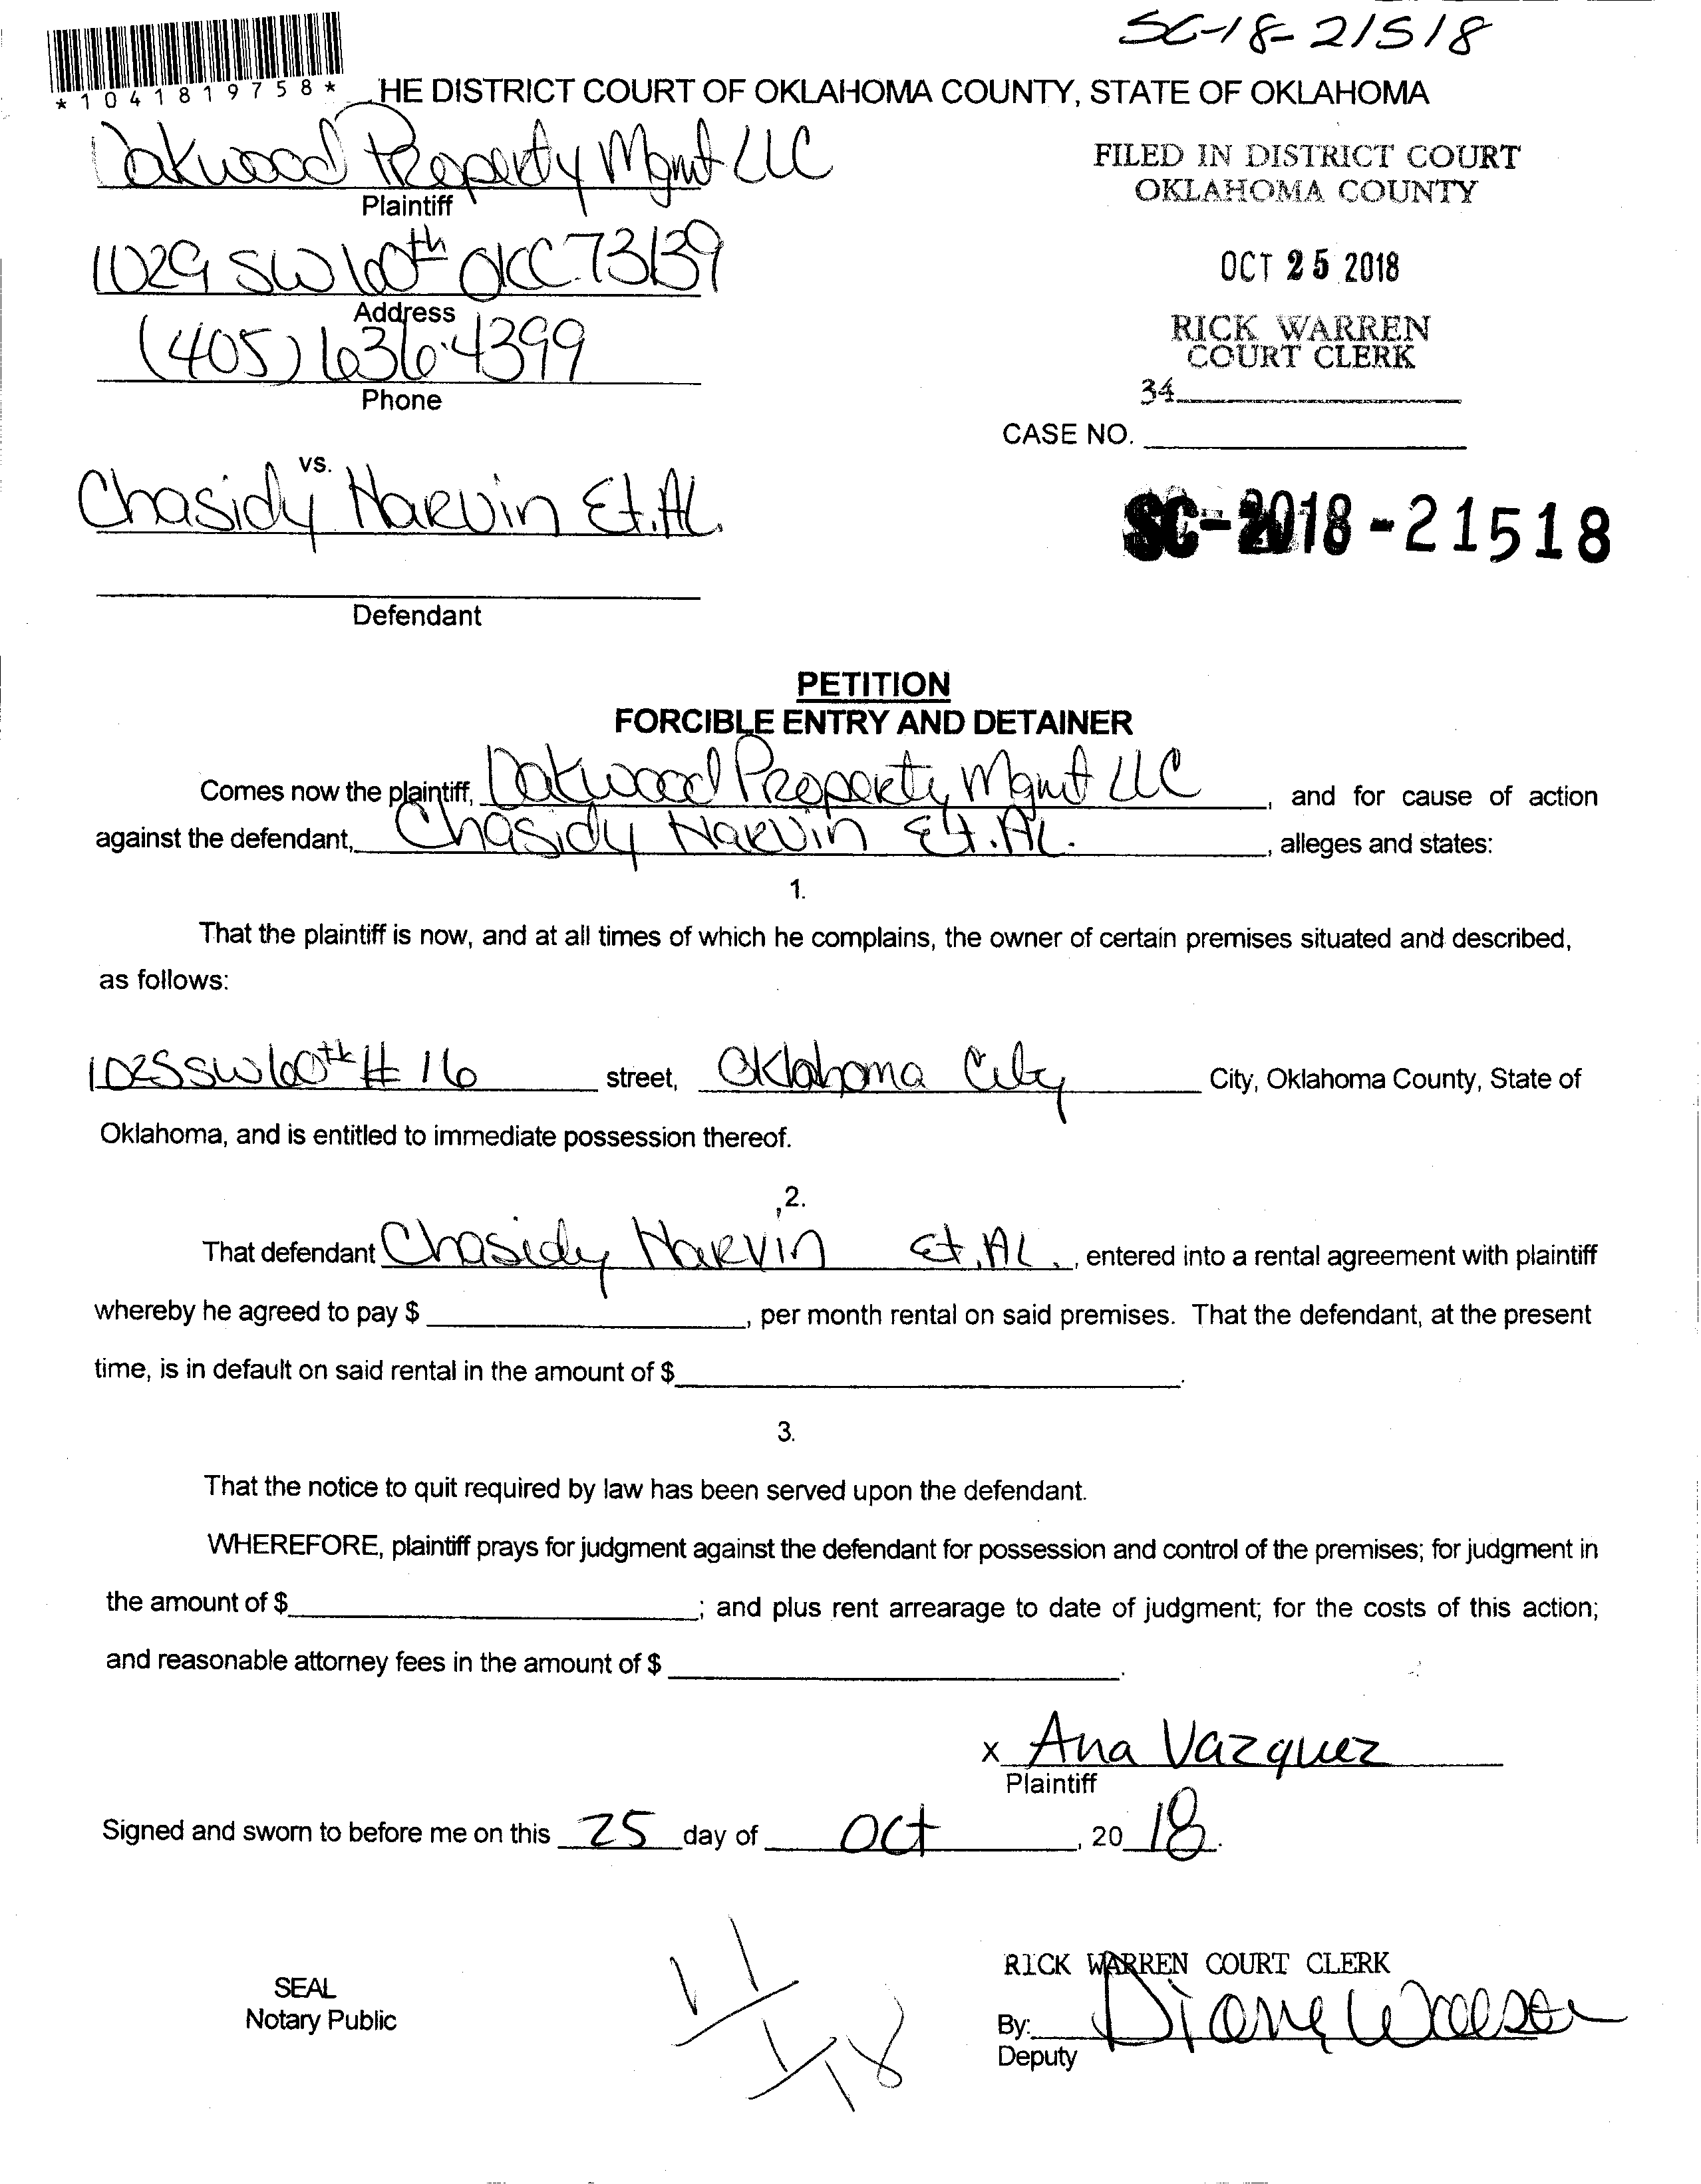 SC-18-21518
*1041819758*
HE DISTRICT COURT OF OKLAHOMA COUNTY, STATE OF OKLAHOMA
Oakwood Property Mgmt LLC
Plaintiff
FILED IN DISTRICT COURT
OKLAHOMA COUNTY
1029 SW 60th OKC 73139
Address
OCT 25 2018
(405) 636-4399
Phone
RICK WARREN
COURT CLERK
34
CASE NO.
vs.
Chasidy Harvin Et. AL.
SC-2018-21518
Defendant
PETITION
FORCIBLE ENTRY AND DETAINER
Comes now the plaintiff, Oakwood Property Mgmt LLC, and for cause of action
against the defendant, Chasidy Harvin Et. AL., alleges and states:
1.
That the plaintiff is now, and at all times of which he complains, the owner of certain premises situated and described,
as follows:
1025 SW 60th # 16 street, Oklahoma City City, Oklahoma County, State of
Oklahoma, and is entitled to immediate possession thereof.
2.
That defendant Chasidy Harvin Et. AL., entered into a rental agreement with plaintiff
whereby he agreed to pay $ , per month rental on said premises. That the defendant, at the present
time, is in default on said rental in the amount of $ .
3.
That the notice to quit required by law has been served upon the defendant.
WHEREFORE, plaintiff prays for judgment against the defendant for possession and control of the premises; for judgment in
the amount of $ ; and plus rent arrearage to date of judgment; for the costs of this action;
and reasonable attorney fees in the amount of $ .
x Ana Vazquez
Plaintiff
Signed and sworn to before me on this 25 day of Oct, 20 18.
SEAL
Notary Public
11/1/18
RICK WARREN COURT CLERK
By: Diane
Deputy